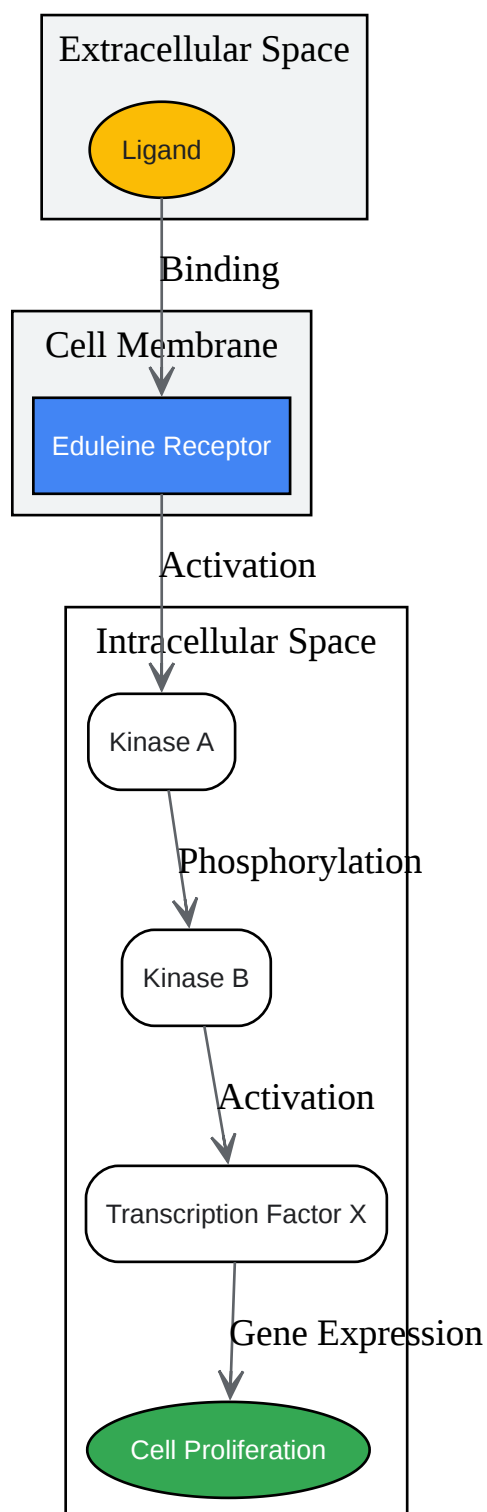 Extracellular Space
Ligand
Binding
Cell Membrane
Eduleine Receptor
Activation
Intracellular Space
Kinase A
Phosphorylation
Kinase B
Activation
Transcription Factor X
Gene Expression
Cell Proliferation